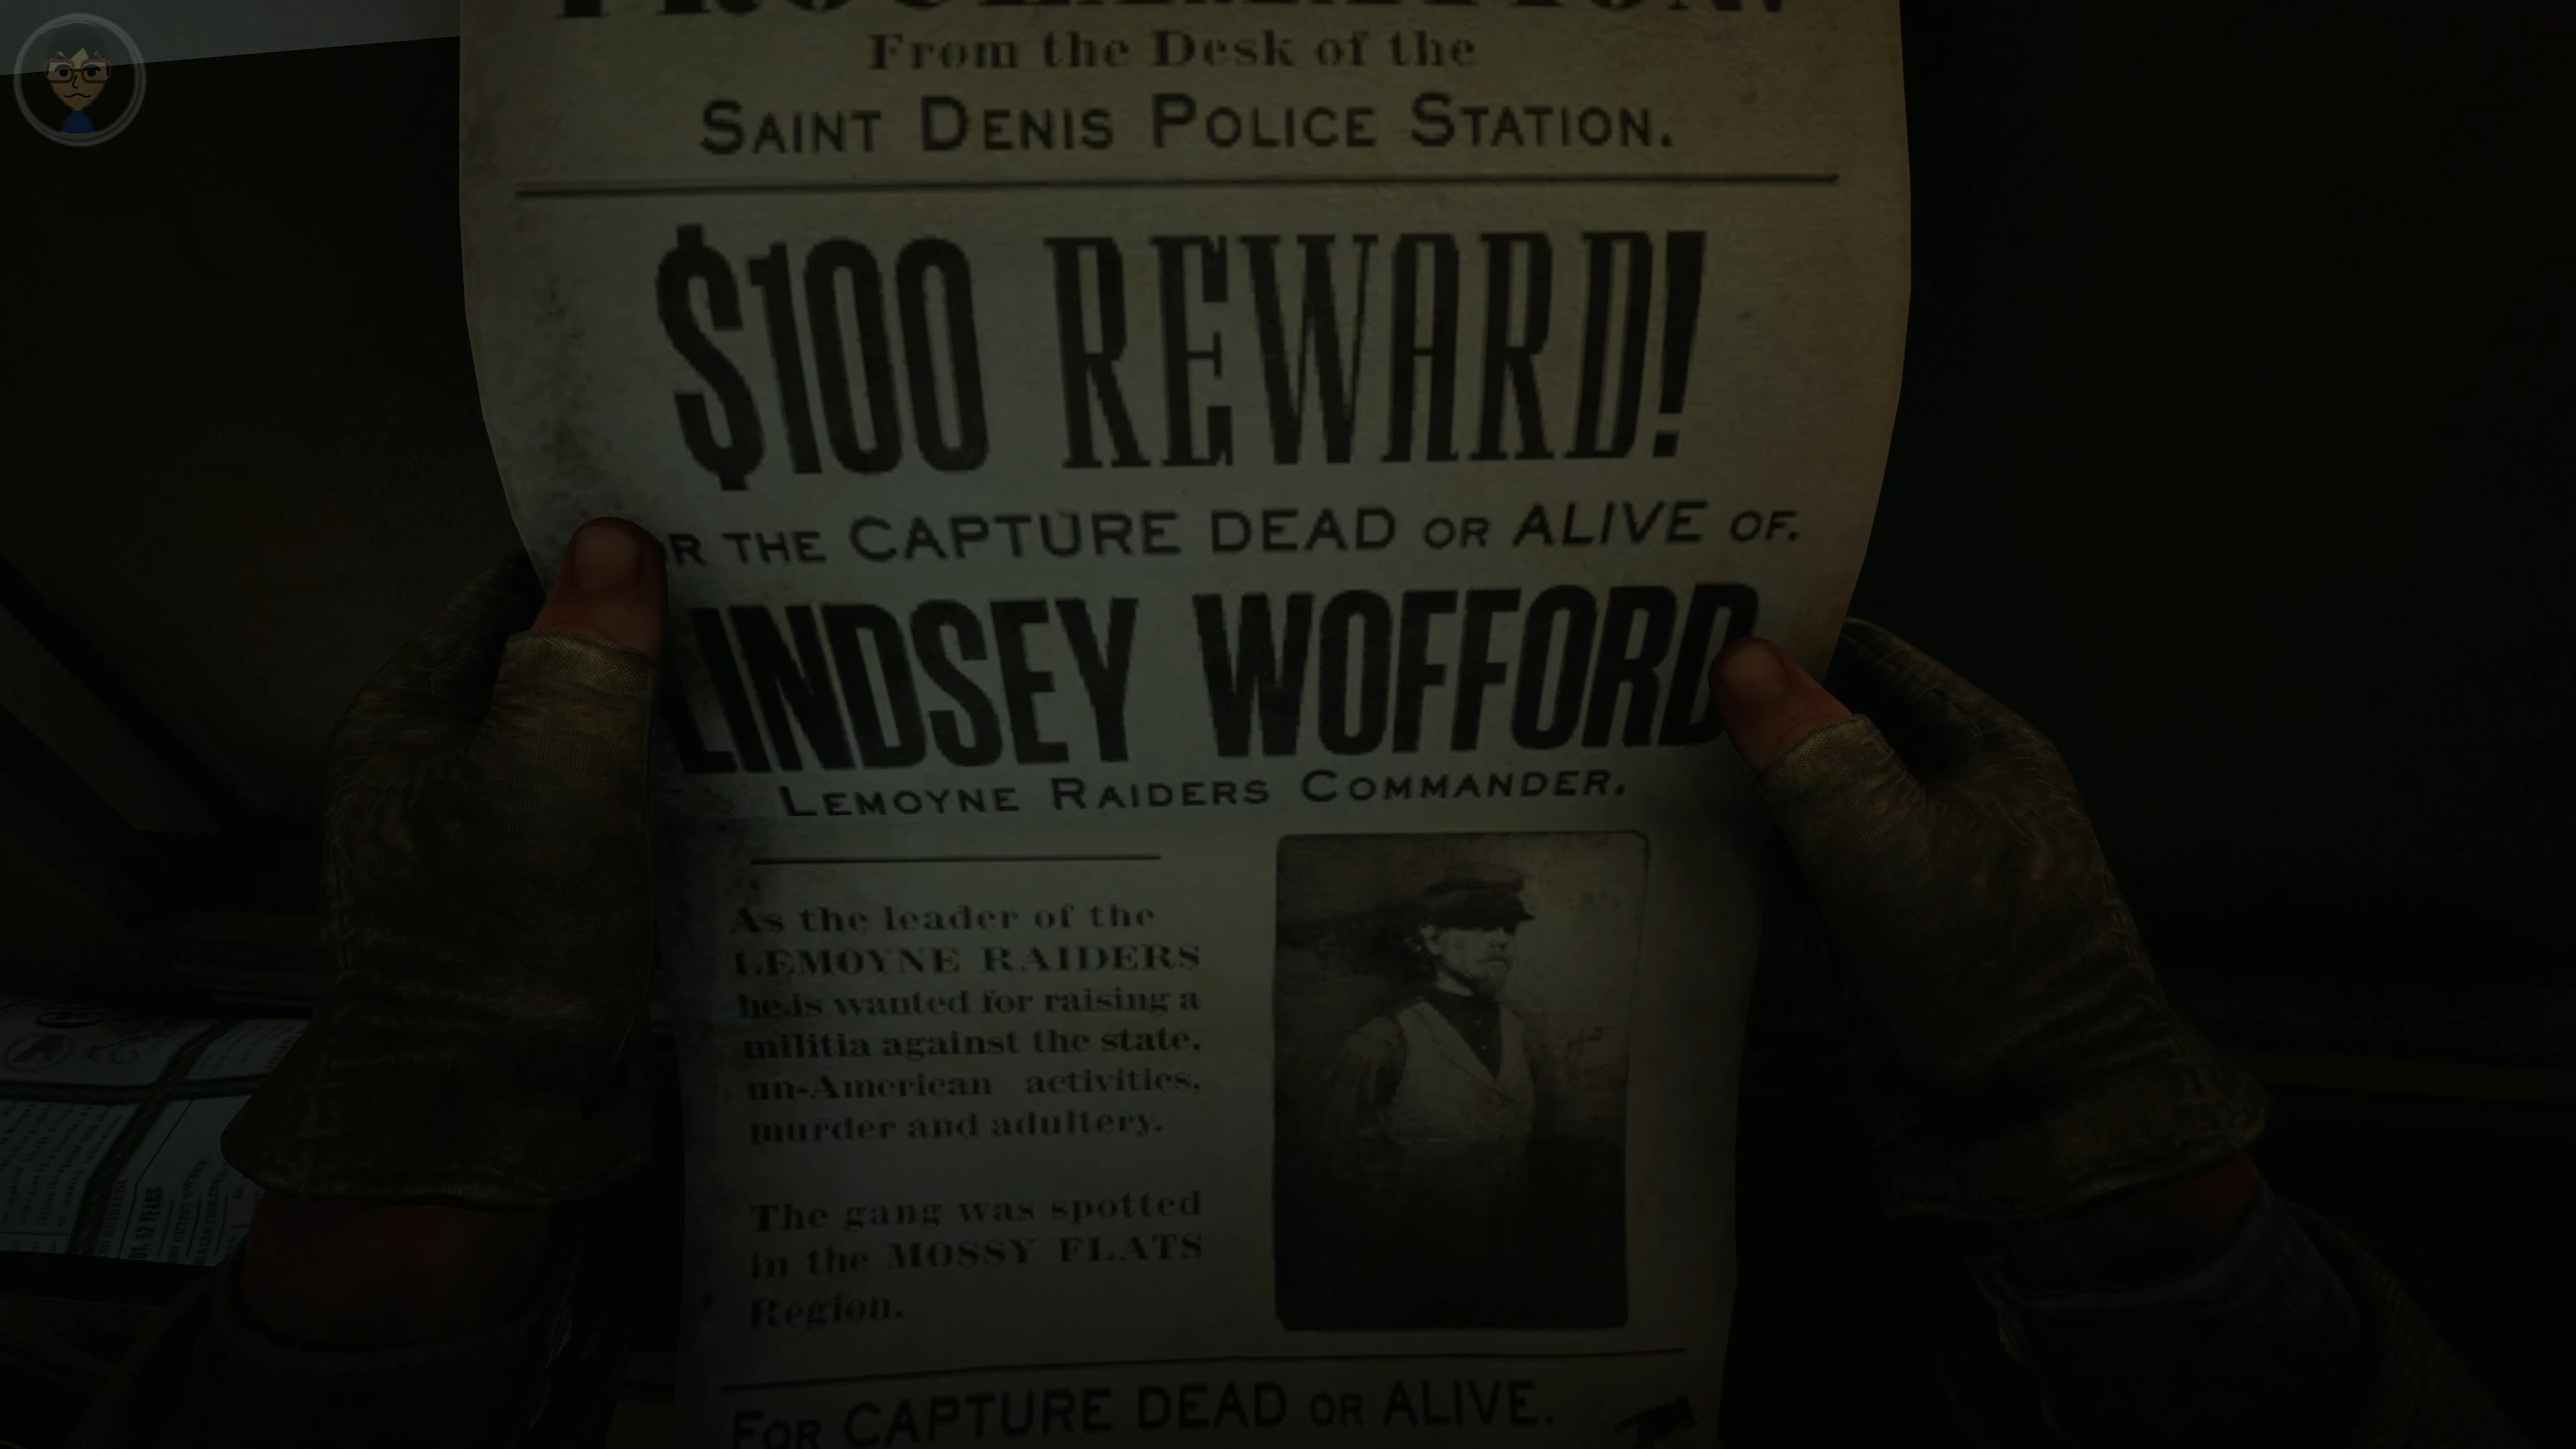 From the Desk of the
SAINT DENIS POLICE STATION.
$100 REWARD!
R THE CAPTURE DEAD OR ALIVE OF.
LINDSEY WOFFORD
LEMOYNE RAIDERS COMMANDER.
As the leader of the
LEMOYNE RAIDERS
he is wanted for raising a
militia against the state,
un-American activities,
murder and adultery.
The gang was spotted
in the MOSSY FLATS
Region.
FOR CAPTURE DEAD OR ALIVE.